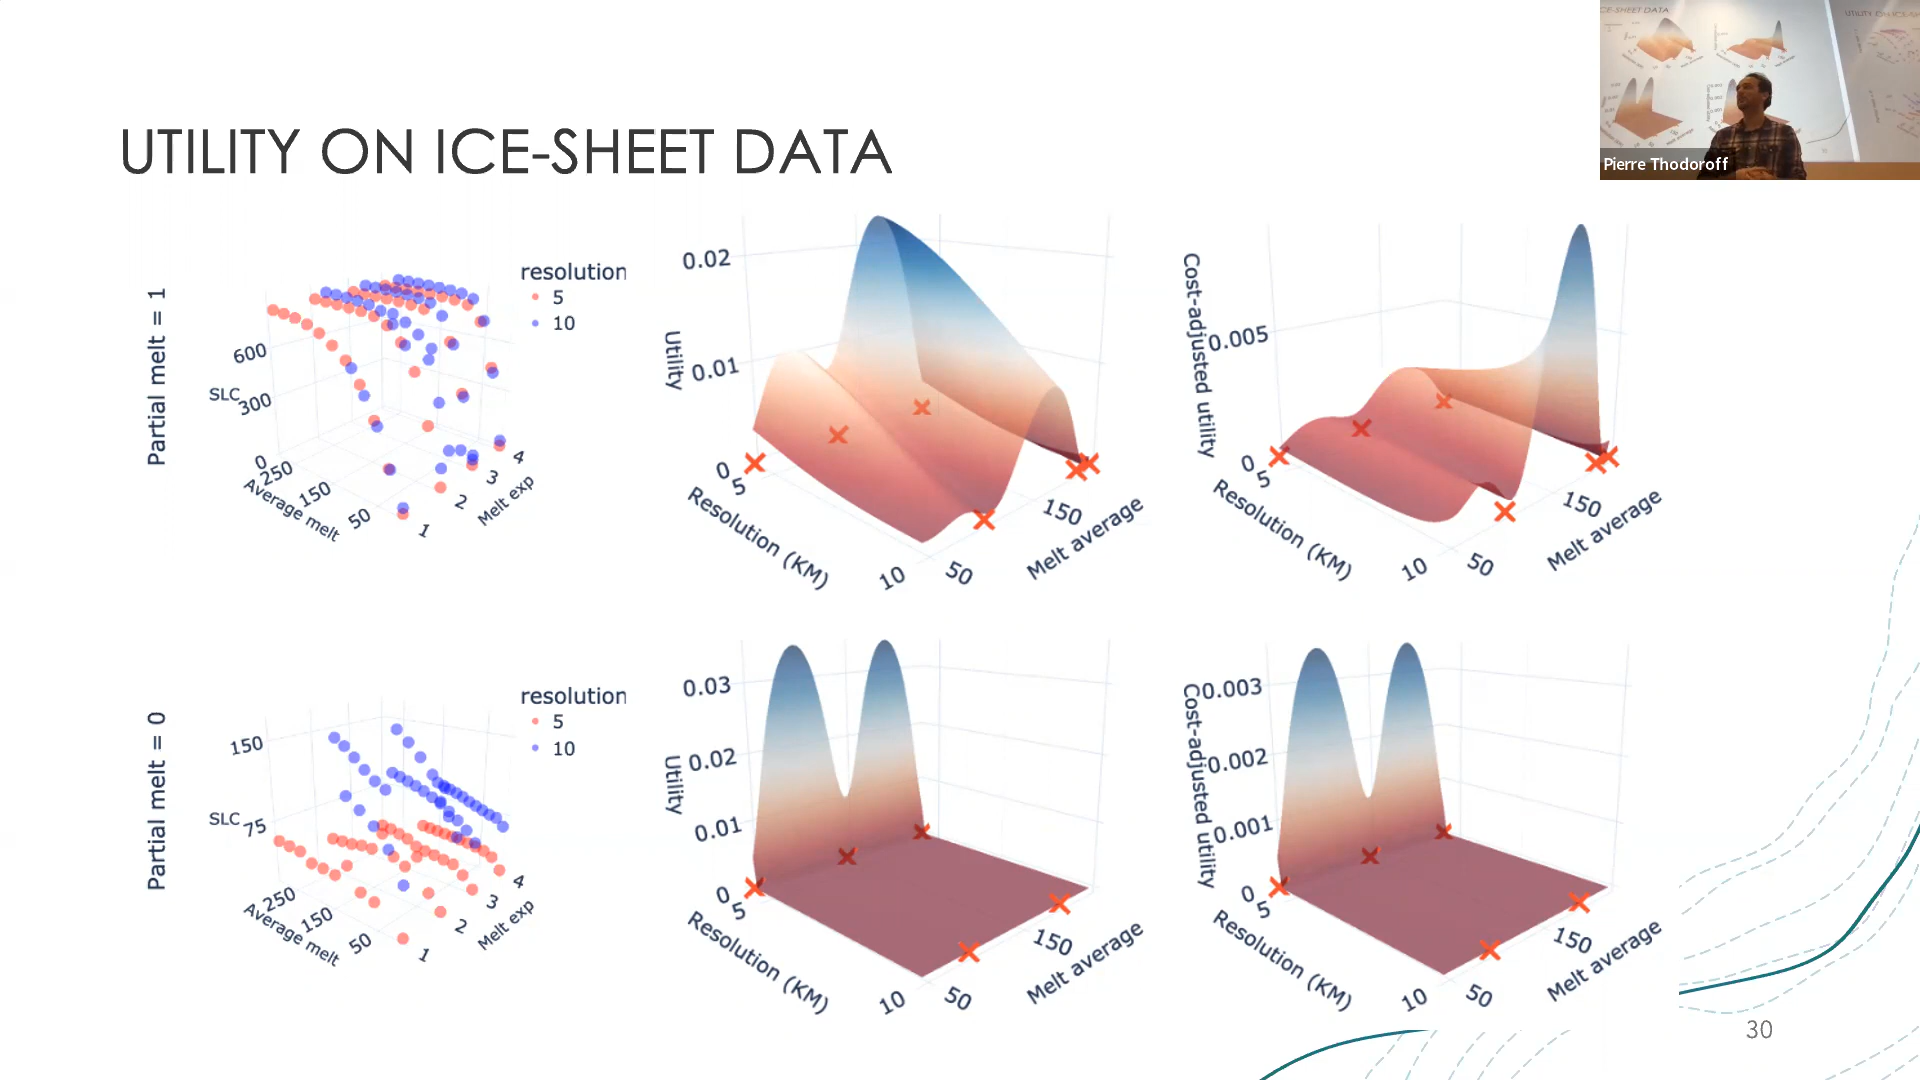 UTILITY ON ICE-SHEET DATA
Pierre Thodoroff
Partial melt = 1
resolution
5
10
600
300
0
SLC
250
150
50
Average melt
1
2
3
4
Melt exp
Utility
0.02
0.01
0
5
Resolution (KM)
10
50
150
Melt average
Cost-adjusted utility
0.005
0
5
Resolution (KM)
10
50
150
Melt average
Partial melt = 0
resolution
5
10
150
75
SLC
250
150
50
Average melt
1
2
3
4
Melt exp
Utility
0.03
0.02
0.01
0
5
Resolution (KM)
10
50
150
Melt average
Cost-adjusted utility
0.003
0.002
0.001
0
5
Resolution (KM)
10
50
150
Melt average
30